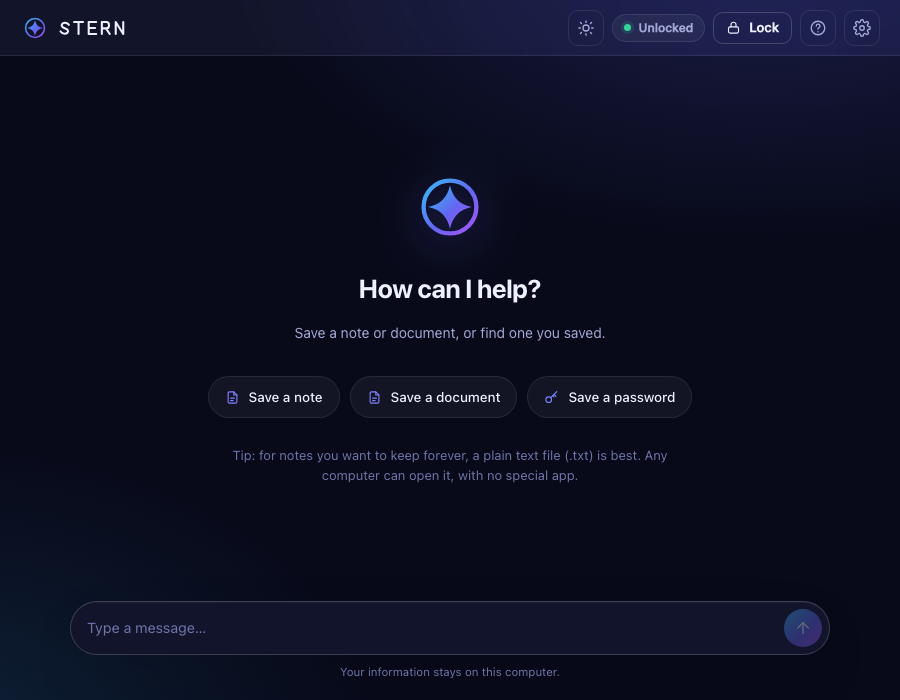 STERN
Unlocked
Lock
How can I help?
Save a note or document, or find one you saved.
Save a note
Save a document
Save a password
Tip: for notes you want to keep forever, a plain text file (.txt) is best. Any
computer can open it, with no special app.
Type a message...
Your information stays on this computer.